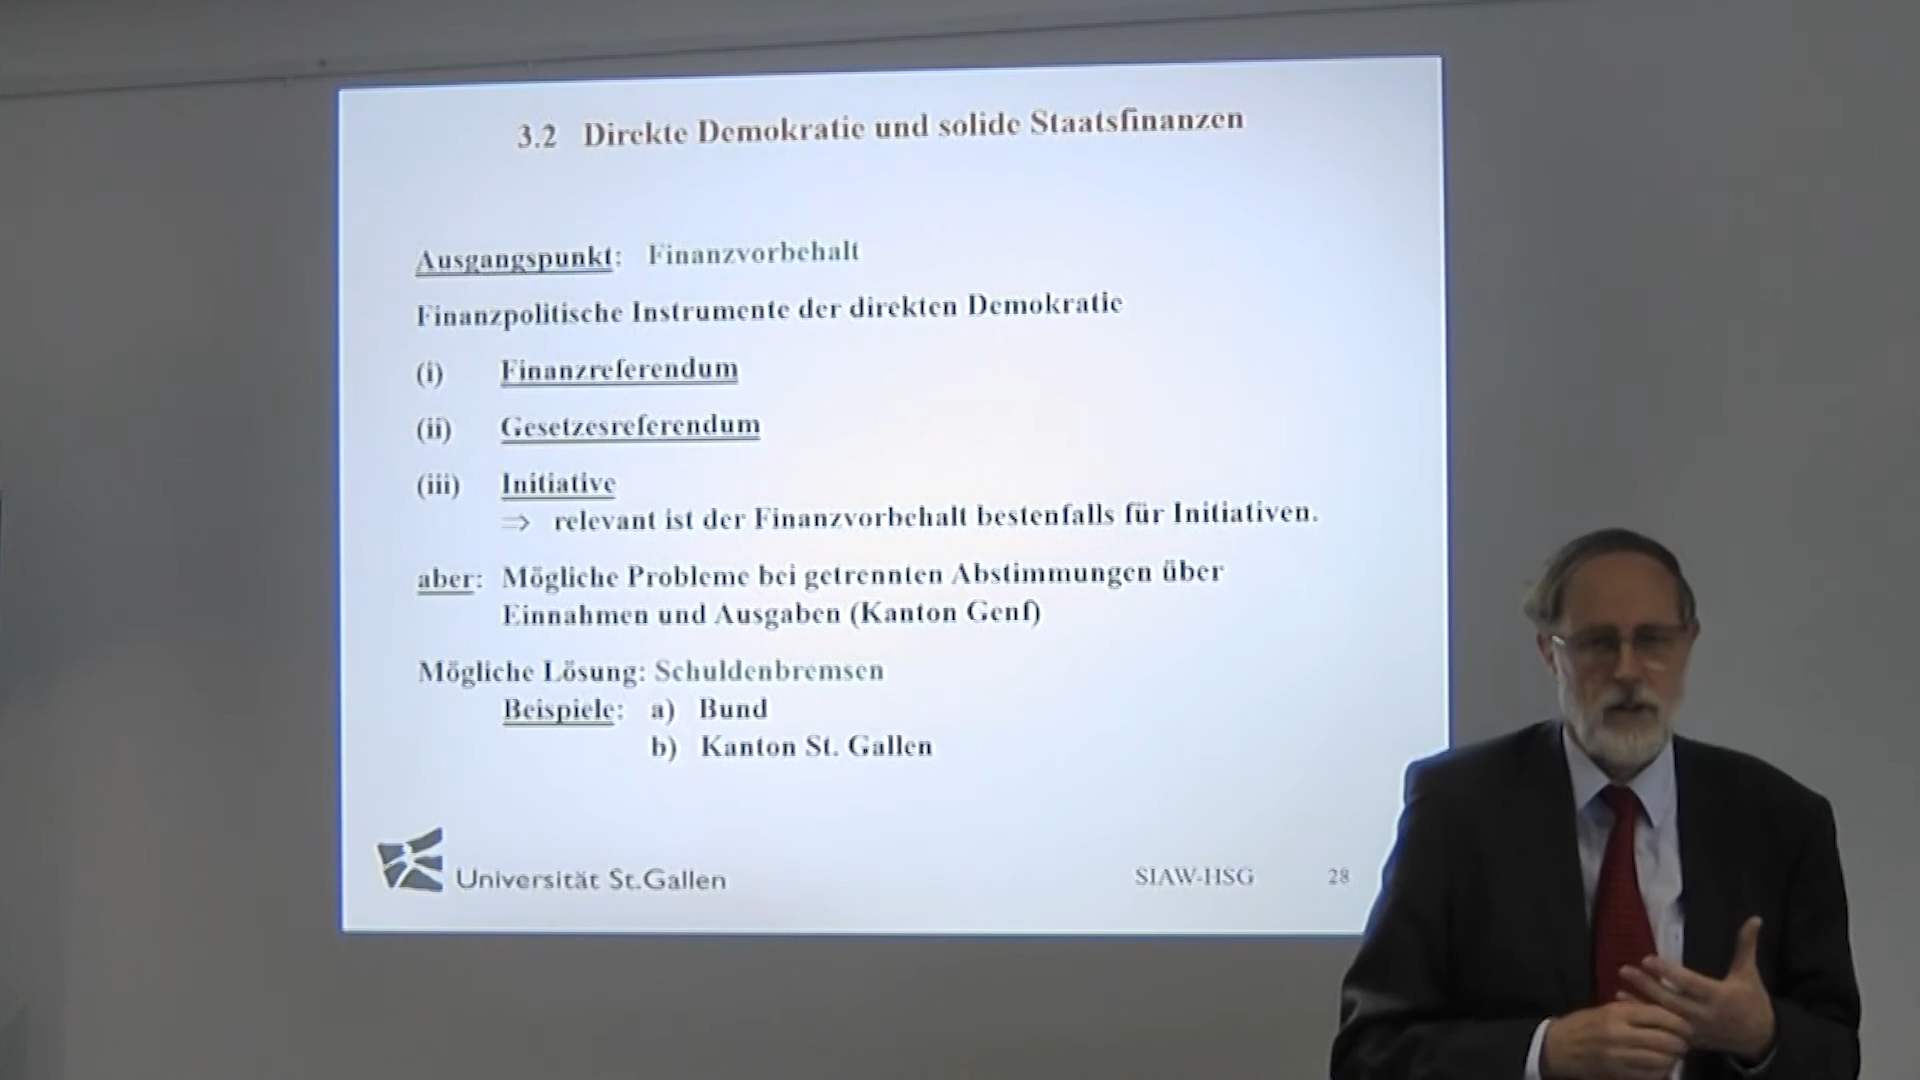 3.2 Direkte Demokratie und solide Staatsfinanzen
Ausgangspunkt: Finanzvorbehalt
Finanzpolitische Instrumente der direkten Demokratie
(i) Finanzreferendum
(ii) Gesetzesreferendum
(iii) Initiative
⇒ relevant ist der Finanzvorbehalt bestenfalls für Initiativen.
aber: Mögliche Probleme bei getrennten Abstimmungen über
Einnahmen und Ausgaben (Kanton Genf)
Mögliche Lösung: Schuldenbremsen
Beispiele: a) Bund
b) Kanton St. Gallen
Universität St.Gallen
SIAW-HSG 28